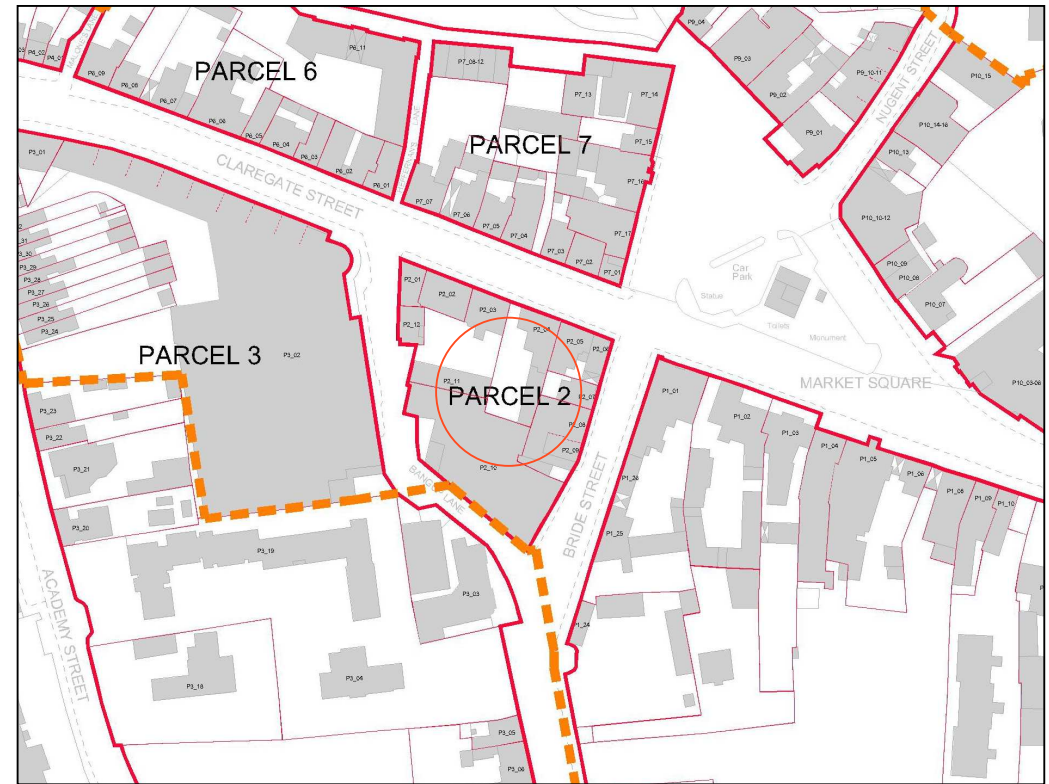 P4_02
P4_01
MALONES LANE
P6_09
P6_08
P6_07
P6_06
P6_05
P6_04
P6_03
P6_02
P6_01
P6_11
PARCEL 6
LANE
P7_08-12
P7_13
P7_14
P7_15
P7_16
P7_17
P7_01
P7_02
P7_03
P7_04
P7_05
P7_06
P7_07
PARCEL 7
P9_04
P9_03
P9_02
P9_10-11
P9_01
NUGENT STREET
P10_15
P10_14-16
P10_13
P10_10-12
P10_09
P10_08
P10_07
P10_03-06
CLAREGATE STREET
Car
Park
Statue
Toilets
Monument
MARKET SQUARE
P3_01
P3_30
P3_29
P3_28
P3_27
P3_26
P3_25
P3_24
P3_02
PARCEL 3
P3_23
P3_22
P3_21
P3_20
P3_19
P3_18
P3_04
P3_03
P3_05
P3_06
ACADEMY STREET
P2_01
P2_02
P2_03
P2_05
P2_12
P2_11
PARCEL 2
P2_08
P2_09
P2_10
BRIDE STREET
P1_01
P1_02
P1_03
P1_04
P1_05
P1_06
P1_08
P1_09
P1_10
P1_26
P1_25
P1_24